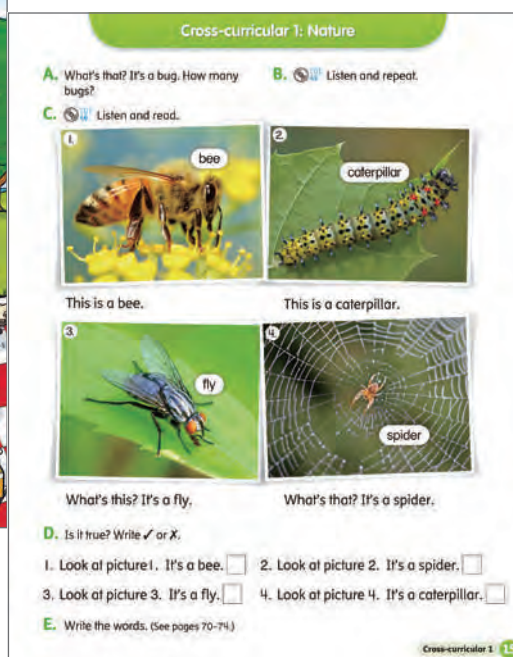 Cross-curricular 1: Nature
A. What's that? It's a bug. How many
bugs?
B. Listen and repeat.
C. Listen and read.
1.
bee
2.
caterpillar
This is a bee.
This is a caterpillar.
3.
fly
4.
spider
What's this? It's a fly.
What's that? It's a spider.
D. Is it true? Write ✓ or ✗.
1. Look at picture 1. It's a bee.
2. Look at picture 2. It's a spider.
3. Look at picture 3. It's a fly.
4. Look at picture 4. It's a caterpillar.
E. Write the words. (See pages 70-74.)
Cross-curricular 1